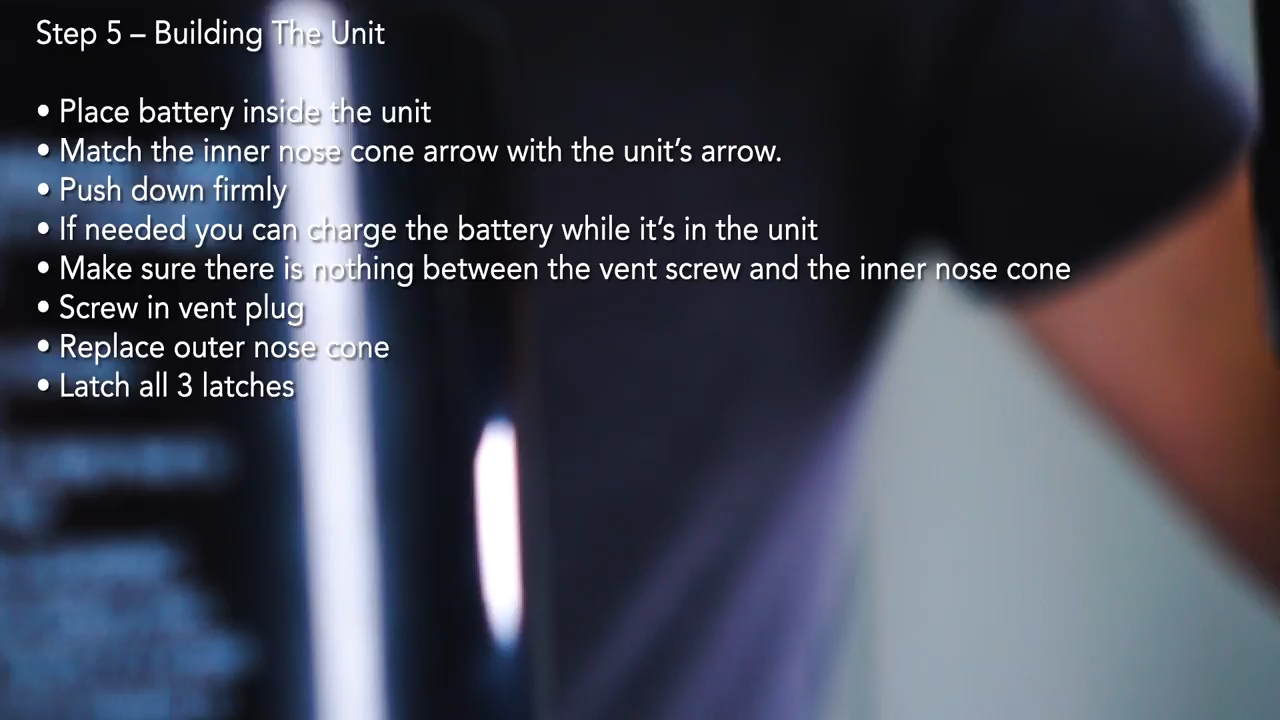 Step 5 – Building The Unit
• Place battery inside the unit
• Match the inner nose cone arrow with the unit’s arrow.
• Push down firmly
• If needed you can charge the battery while it’s in the unit
• Make sure there is nothing between the vent screw and the inner nose cone
• Screw in vent plug
• Replace outer nose cone
• Latch all 3 latches